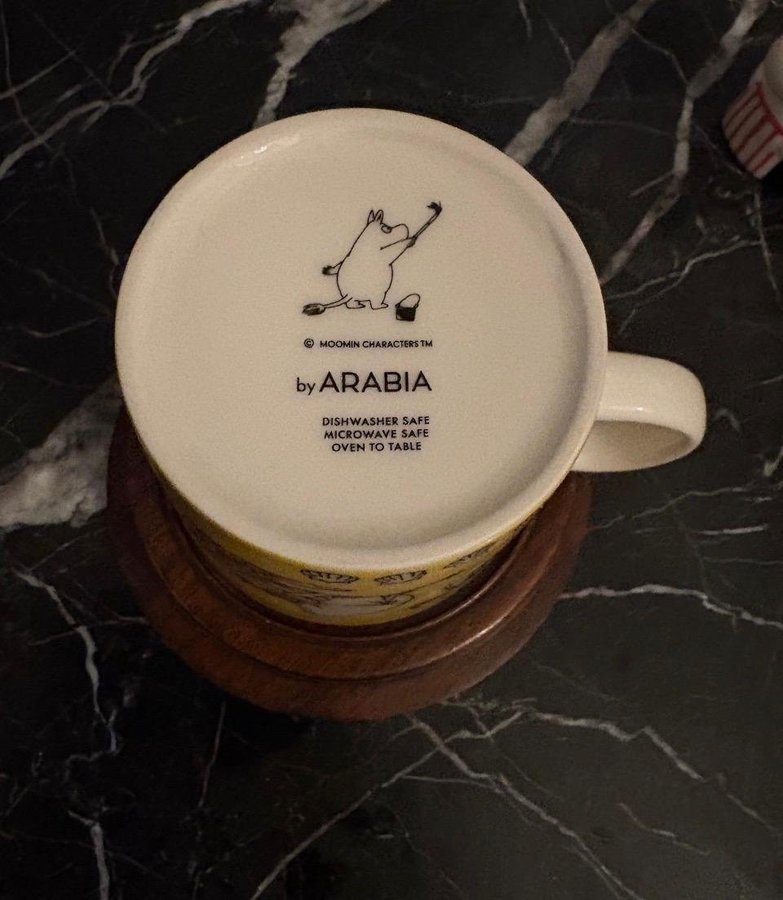 © MOOMIN CHARACTERS™
by ARABIA
DISHWASHER SAFE
MICROWAVE SAFE
OVEN TO TABLE